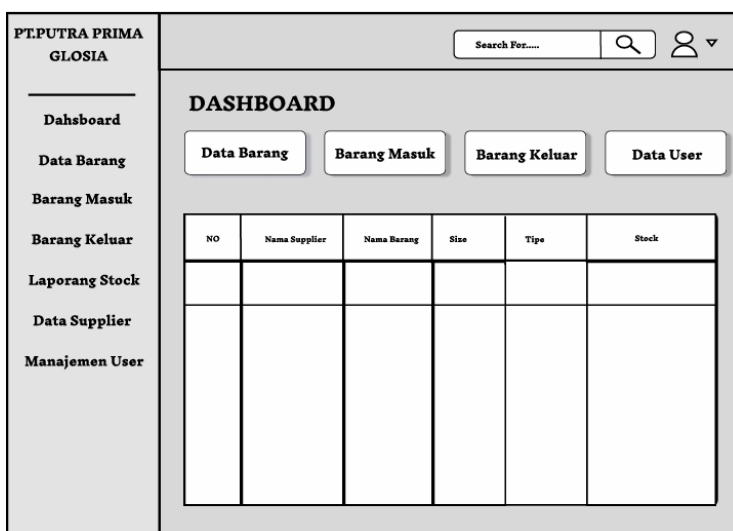 PT.PUTRA PRIMA
GLOSIA
Dahsboard
Data Barang
Barang Masuk
Barang Keluar
Laporang Stock
Data Supplier
Manajemen User
Search For.....
DASHBOARD
Data Barang
Barang Masuk
Barang Keluar
Data User
NO
Nama Supplier
Nama Barang
Size
Tipe
Stock